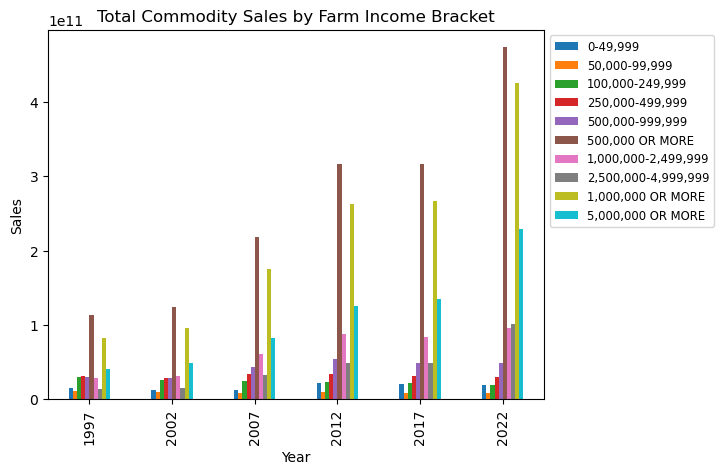 Total Commodity Sales by Farm Income Bracket
1e11
4
3
2
1
0
Sales
1997
2002
2007
2012
2017
2022
Year
0-49,999
50,000-99,999
100,000-249,999
250,000-499,999
500,000-999,999
500,000 OR MORE
1,000,000-2,499,999
2,500,000-4,999,999
1,000,000 OR MORE
5,000,000 OR MORE